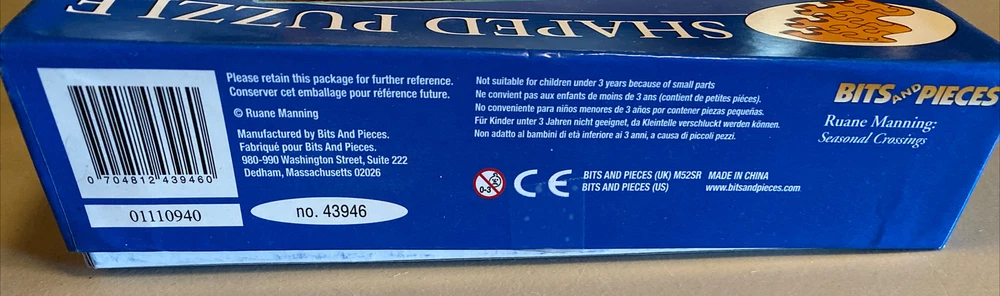 SHAPED PUZZLE
0 704812 439460
01110940
Please retain this package for further reference.
Conserver cet emballage pour référence future.
© Ruane Manning
Manufactured by Bits And Pieces.
Fabriqué pour Bits And Pieces.
980-990 Washington Street, Suite 222
Dedham, Massachusetts 02026
no. 43946
Not suitable for children under 3 years because of small parts
Ne convient pas aux enfants de moins de 3 ans (contient de petites piéces).
No conveniente para niños menores de 3 años por contener piezas pequeñas.
Für Kinder unter 3 Jahren nicht geeignet, da Kleinteile verschluckt werden können.
Non adatto al bambini di età inferiore ai 3 anni, a causa di piccoli pezzi.
0-3
CE
BITS AND PIECES (UK) M52SR MADE IN CHINA
BITS AND PIECES (US) www.bitsandpieces.com
BITS AND PIECES
Ruane Manning:
Seasonal Crossings